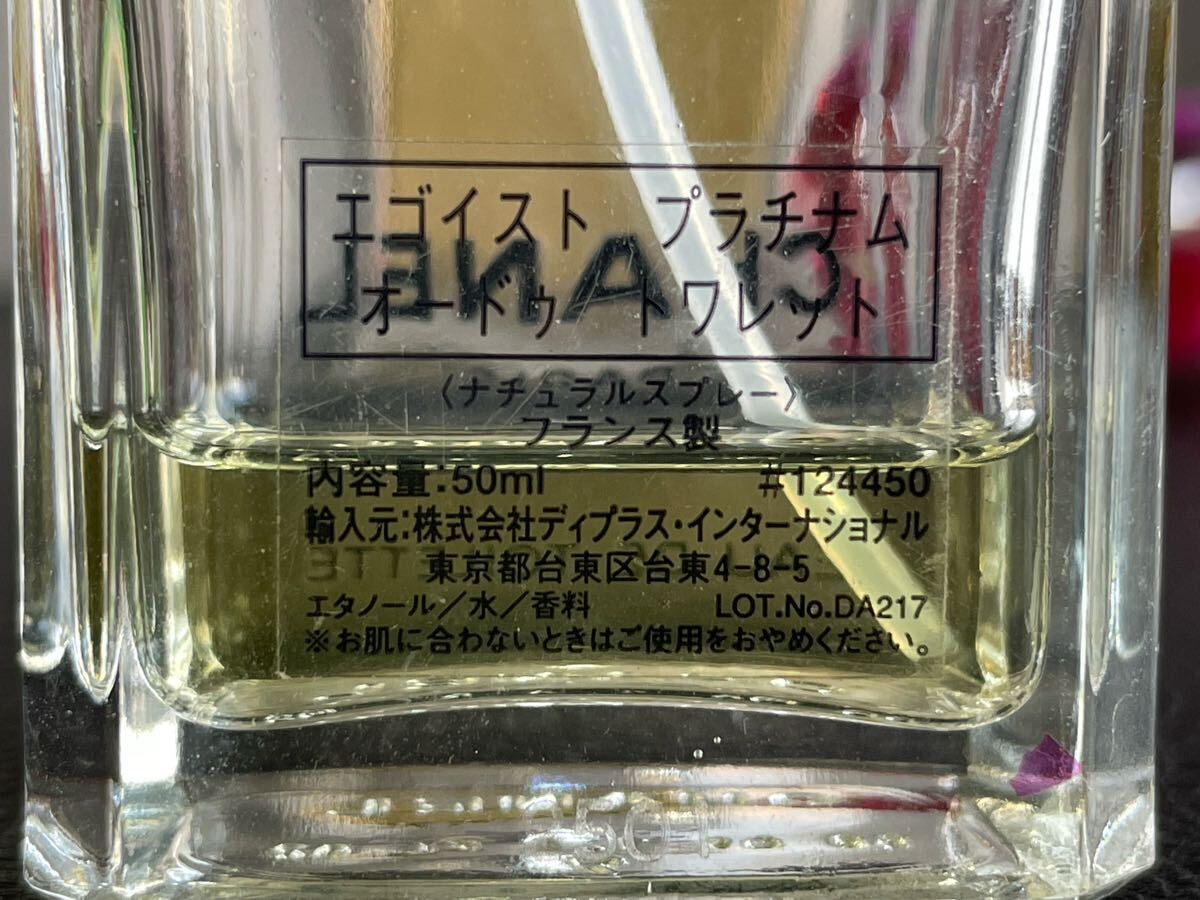 エゴイスト　プラチナム
オードゥ　トワレット
〈ナチュラルスプレー〉
フランス製
内容量:50ml #124450
輸入元:株式会社ディプラス・インターナショナル
東京都台東区台東4-8-5
エタノール/水/香料 LOT.No.DA217
※お肌に合わないときはご使用をおやめください。
CHANEL